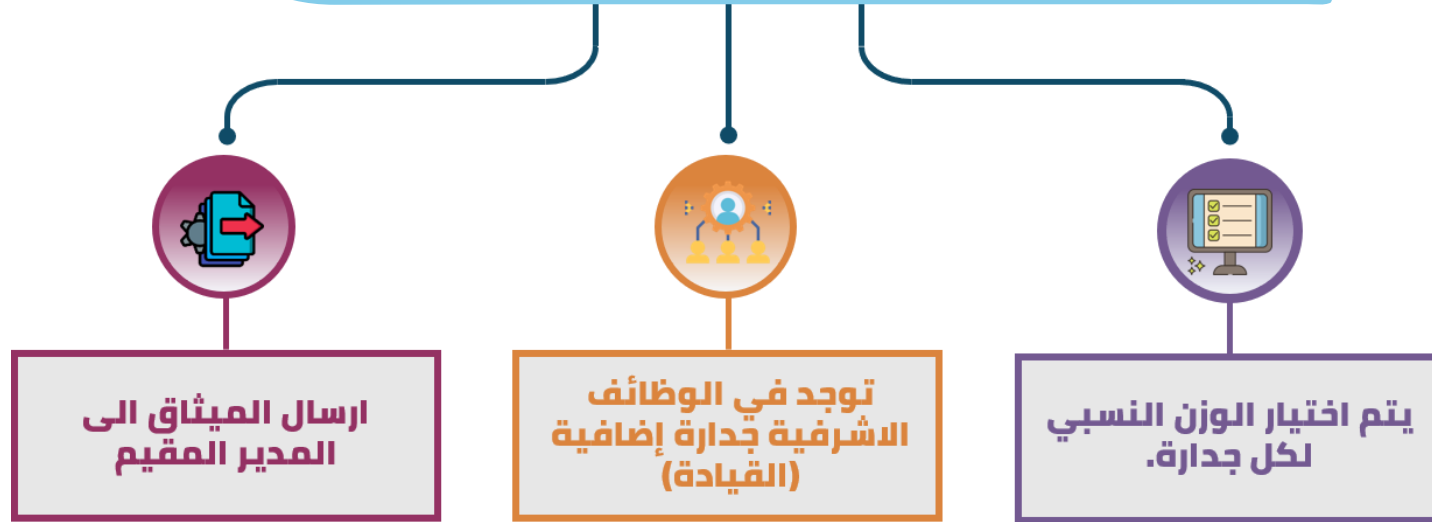 يتم اختيار الوزن النسبي
لكل جدارة.
توجد في الوظائف
الاشرفية جدارة إضافية
(القيادة)
ارسال الميثاق الى
المدير المقيم